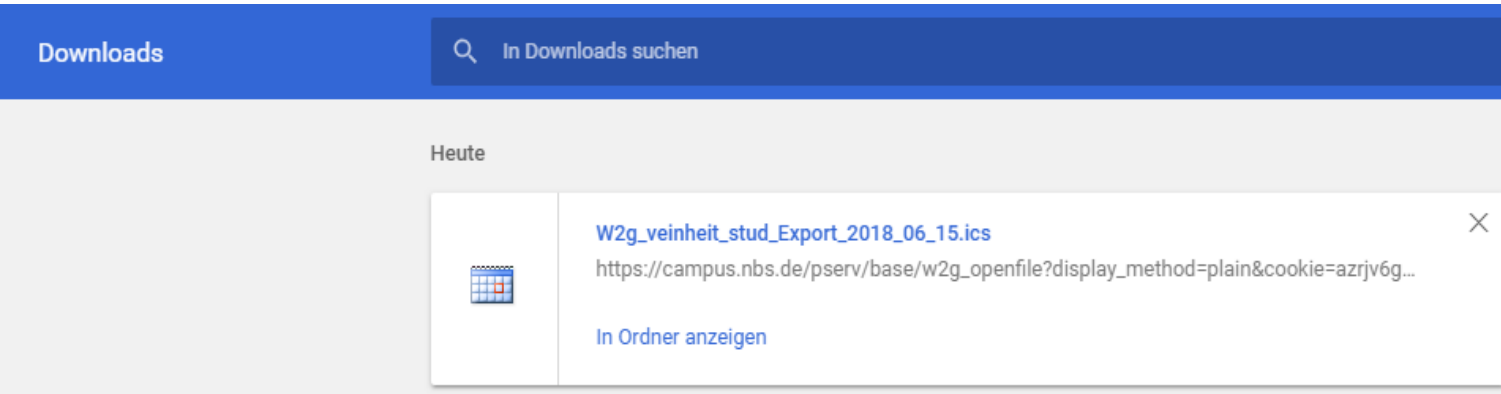 Downloads
In Downloads suchen
Heute
W2g_veinheit_stud_Export_2018_06_15.ics
https://campus.nbs.de/pserv/base/w2g_openfile?display_method=plain&cookie=azrjv6g...
In Ordner anzeigen